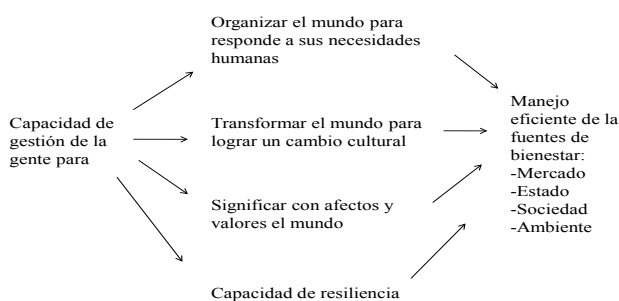 Organizar el mundo para
responde a sus necesidades
humanas
Capacidad de
gestión de la
gente para
Transformar el mundo para
lograr un cambio cultural
Significar con afectos y
valores el mundo
Capacidad de resiliencia
Manejo
eficiente de la
fuentes de
bienestar:
-Mercado
-Estado
-Sociedad
-Ambiente